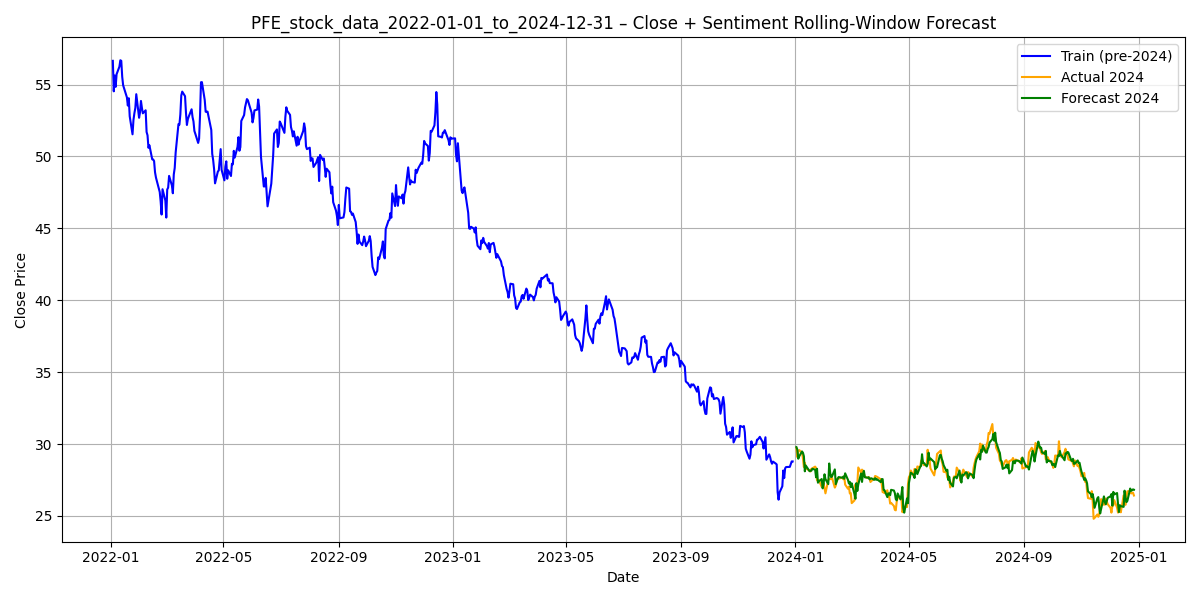 PFE_stock_data_2022-01-01_to_2024-12-31 – Close + Sentiment Rolling-Window Forecast
Train (pre-2024)
Actual 2024
Forecast 2024
Close Price
55
50
45
40
35
30
25
2022-01
2022-05
2022-09
2023-01
2023-05
2023-09
2024-01
2024-05
2024-09
2025-01
Date